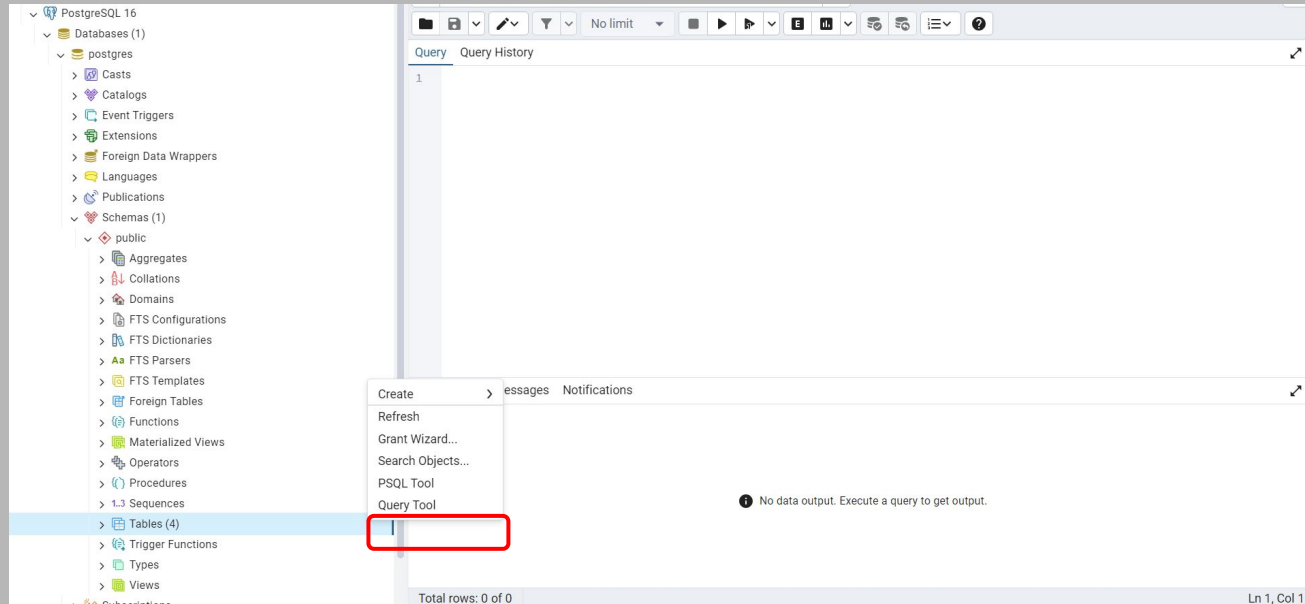 PostgreSQL 16
Databases (1)
postgres
Casts
Catalogs
Event Triggers
Extensions
Foreign Data Wrappers
Languages
Publications
Schemas (1)
public
Aggregates
Collations
Domains
FTS Configurations
FTS Dictionaries
Aa FTS Parsers
FTS Templates
Foreign Tables
Functions
Materialized Views
Operators
Procedures
1..3 Sequences
Tables (4)
Trigger Functions
Types
Views
No limit
E
Query Query History
1
Create
Refresh
Grant Wizard...
Search Objects...
PSQL Tool
Query Tool
essages Notifications
No data output. Execute a query to get output.
Total rows: 0 of 0
Ln 1, Col 1